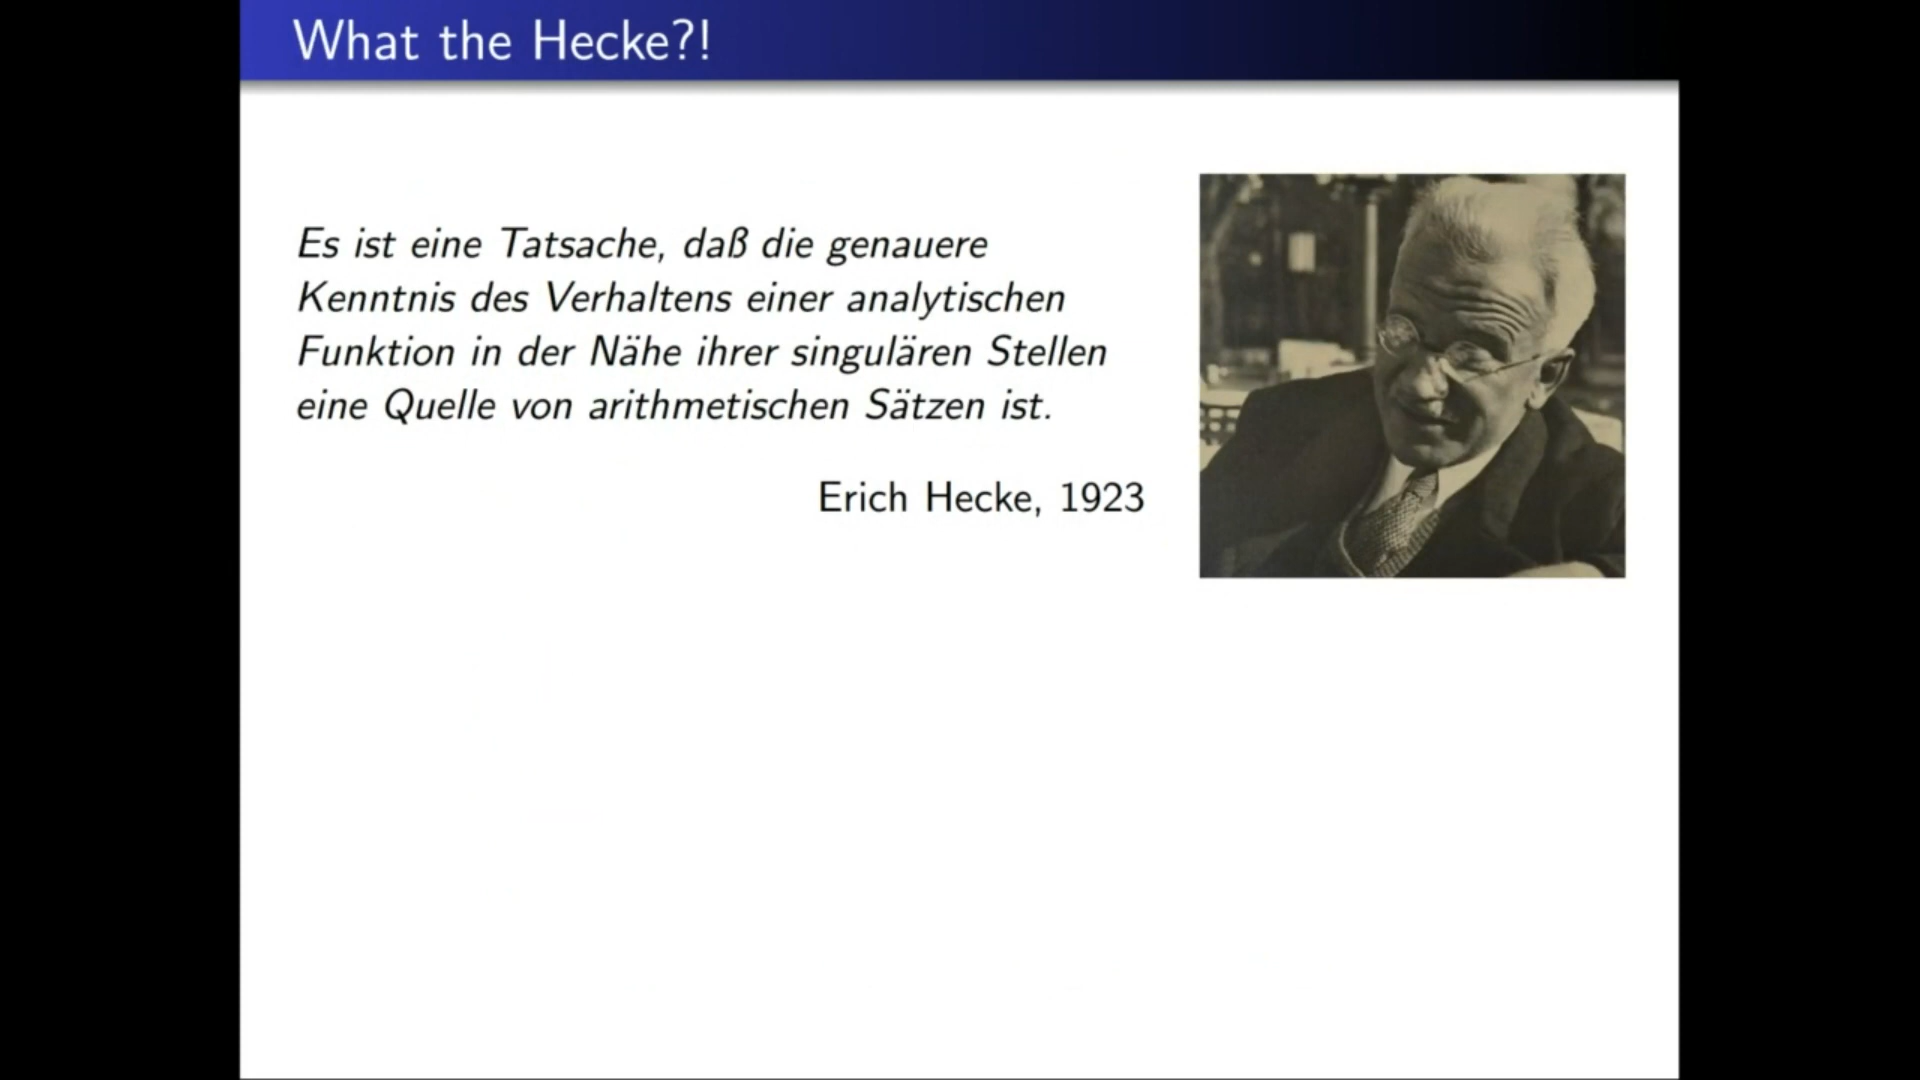 What the Hecke?!
Es ist eine Tatsache, daß die genauere
Kenntnis des Verhaltens einer analytischen
Funktion in der Nähe ihrer singulären Stellen
eine Quelle von arithmetischen Sätzen ist.
Erich Hecke, 1923